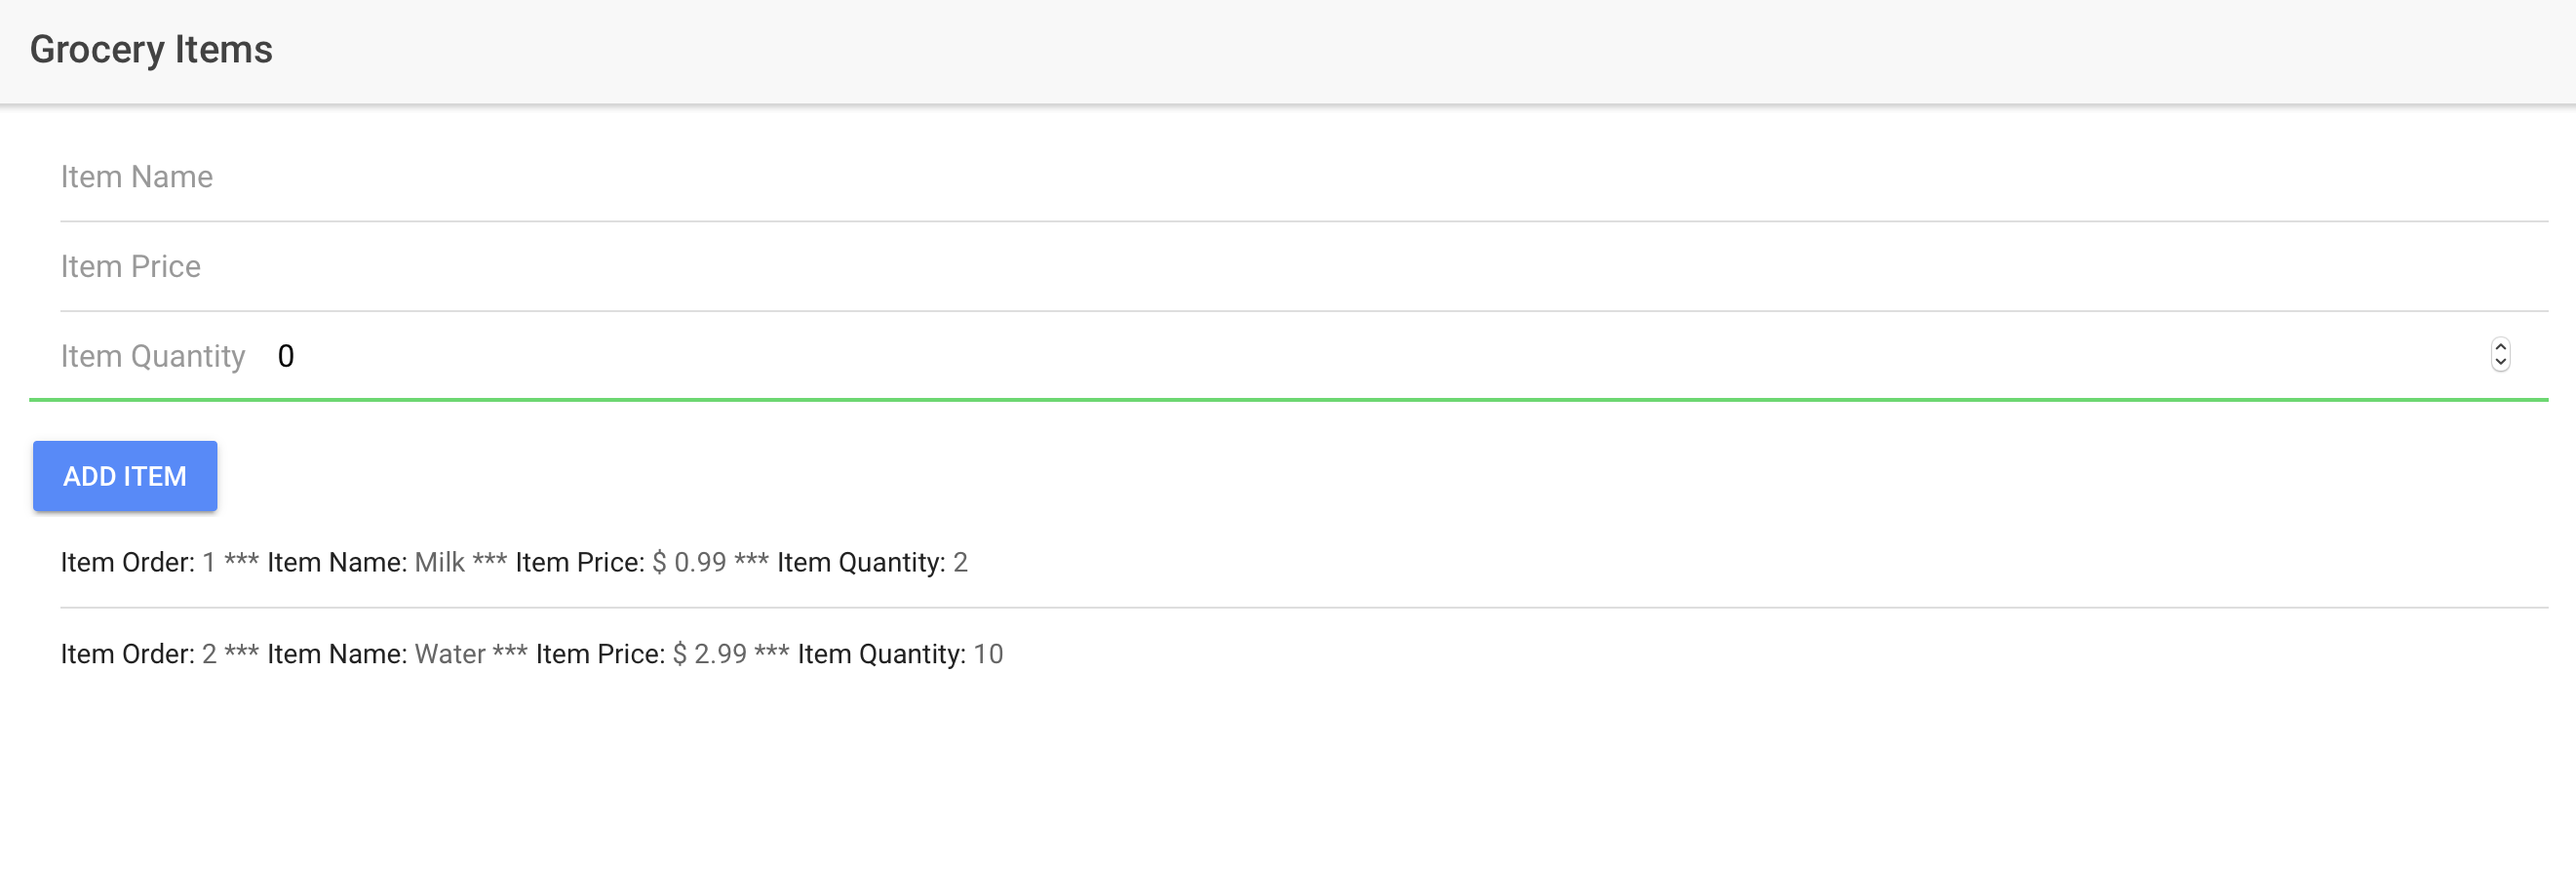 Grocery Items
Item Name
Item Price
Item Quantity 0
ADD ITEM
Item Order: 1 *** Item Name: Milk *** Item Price: $ 0.99 *** Item Quantity: 2
Item Order: 2 *** Item Name: Water *** Item Price: $ 2.99 *** Item Quantity: 10